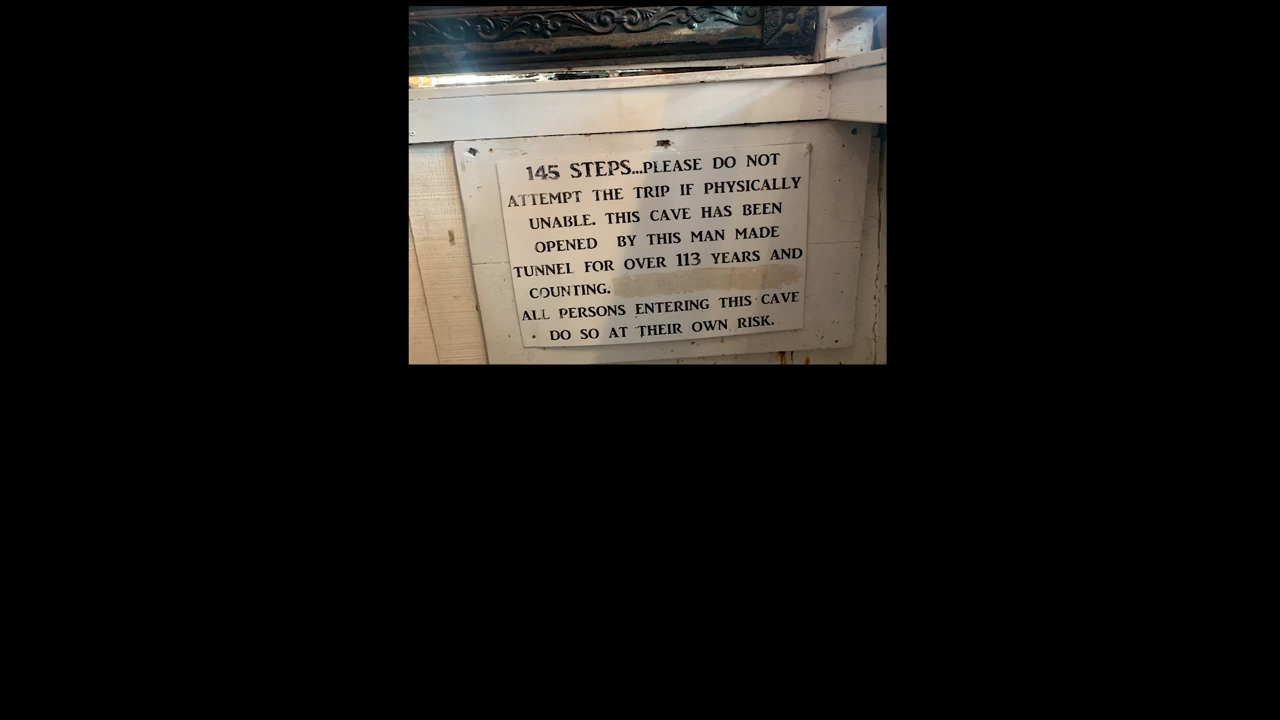 145 STEPS...PLEASE DO NOT
ATTEMPT THE TRIP IF PHYSICALLY
UNABLE. THIS CAVE HAS BEEN
OPENED BY THIS MAN MADE
TUNNEL FOR OVER 113 YEARS AND
COUNTING.
ALL PERSONS ENTERING THIS CAVE
DO SO AT THEIR OWN RISK.